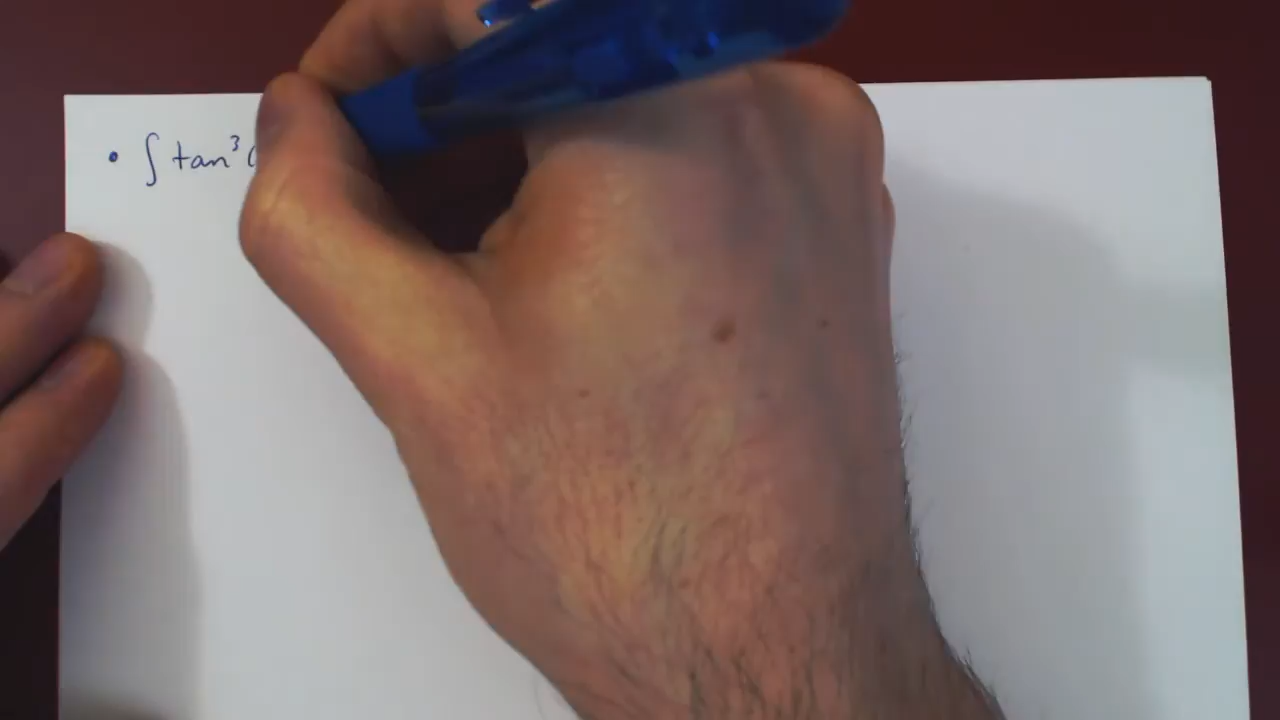 • ∫ tan³(